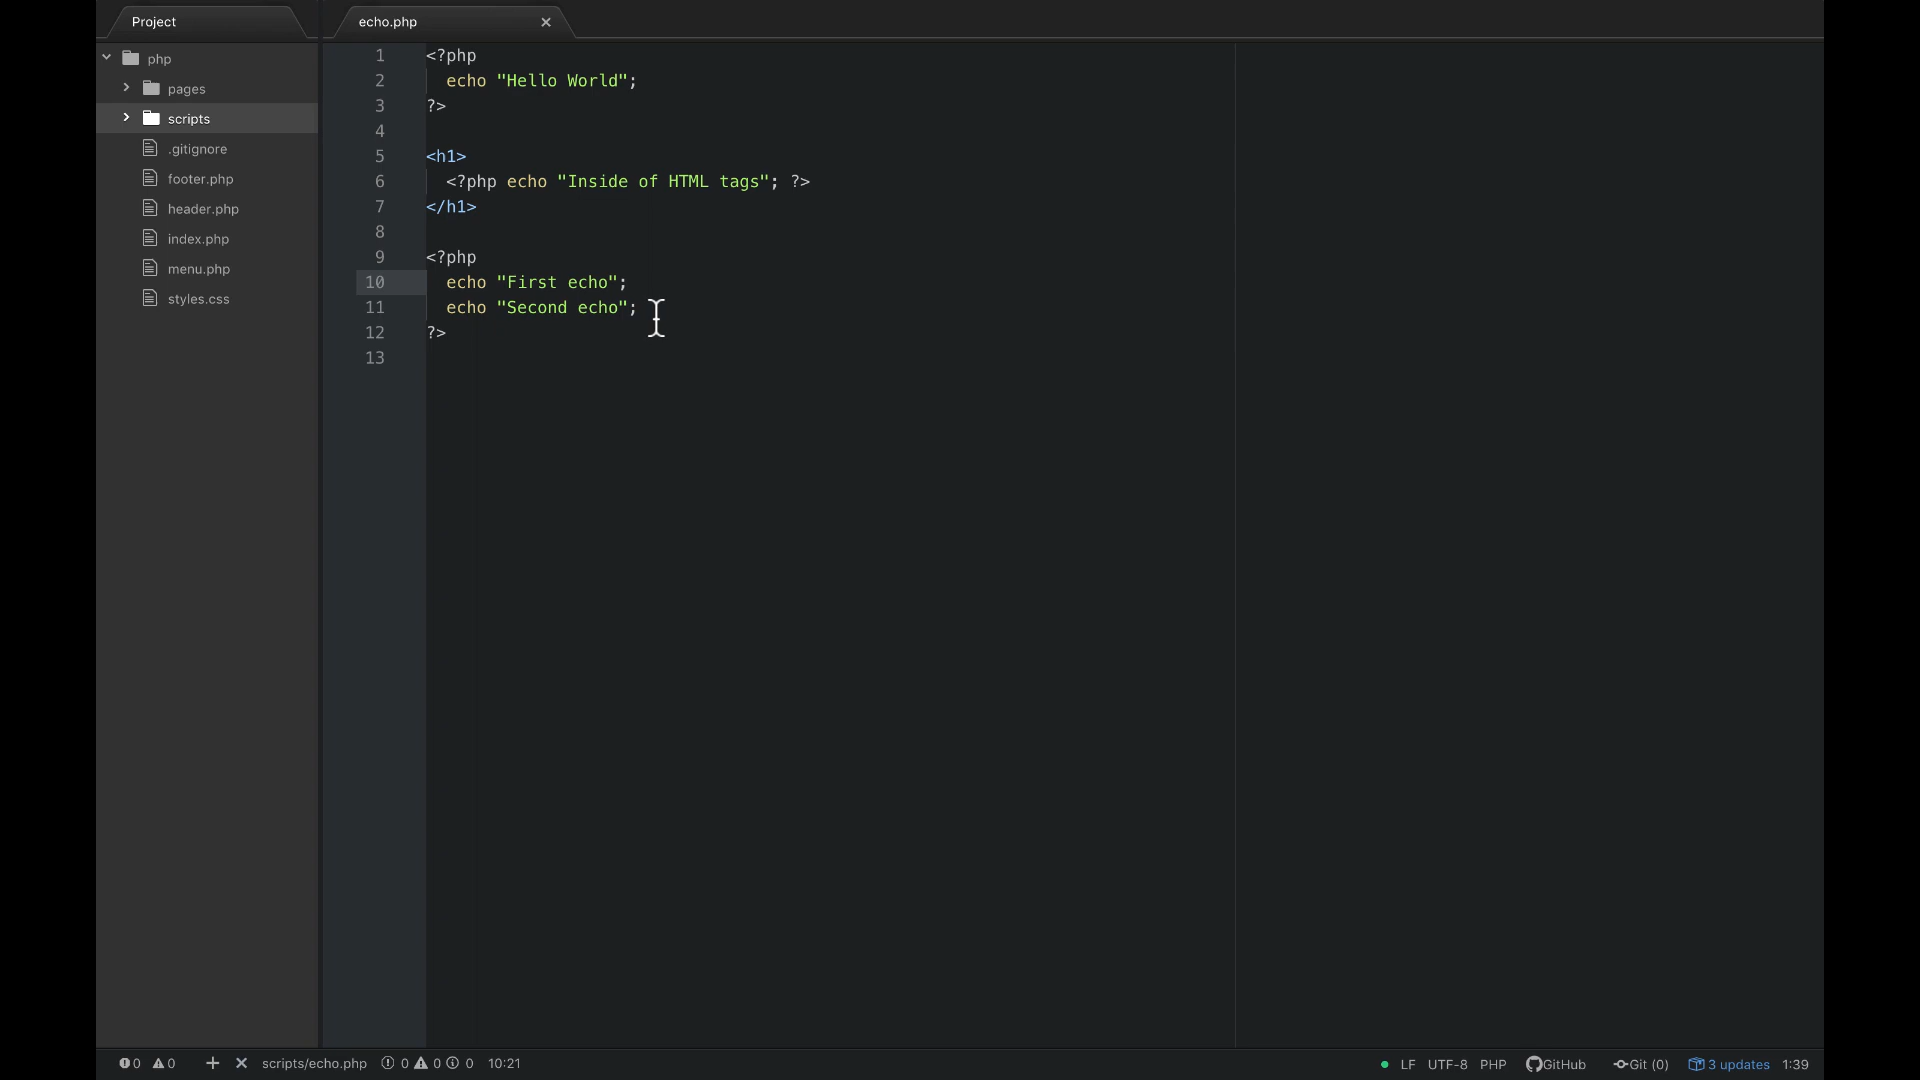 Project
echo.php
php
pages
scripts
.gitignore
footer.php
header.php
index.php
menu.php
styles.css
1 <?php
2 echo "Hello World";
3 ?>
4
5 <h1>
6 <?php echo "Inside of HTML tags"; ?>
7 </h1>
8
9 <?php
10 echo "First echo";
11 echo "Second echo";
12 ?>
13
0 0 scripts/echo.php 0 0 0 10:21 LF UTF-8 PHP GitHub Git (0) 3 updates 1:39